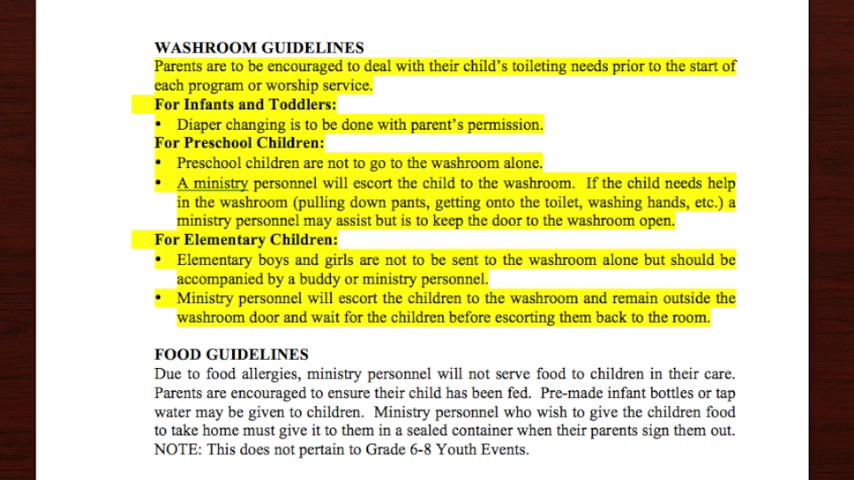 WASHROOM GUIDELINES
Parents are to be encouraged to deal with their child's toileting needs prior to the start of
each program or worship service.
For Infants and Toddlers:
• Diaper changing is to be done with parent's permission.
For Preschool Children:
• Preschool children are not to go to the washroom alone.
• A ministry personnel will escort the child to the washroom. If the child needs help
in the washroom (pulling down pants, getting onto the toilet, washing hands, etc.) a
ministry personnel may assist but is to keep the door to the washroom open.
For Elementary Children:
• Elementary boys and girls are not to be sent to the washroom alone but should be
accompanied by a buddy or ministry personnel.
• Ministry personnel will escort the children to the washroom and remain outside the
washroom door and wait for the children before escorting them back to the room.
FOOD GUIDELINES
Due to food allergies, ministry personnel will not serve food to children in their care.
Parents are encouraged to ensure their child has been fed. Pre-made infant bottles or tap
water may be given to children. Ministry personnel who wish to give the children food
to take home must give it to them in a sealed container when their parents sign them out.
NOTE: This does not pertain to Grade 6-8 Youth Events.